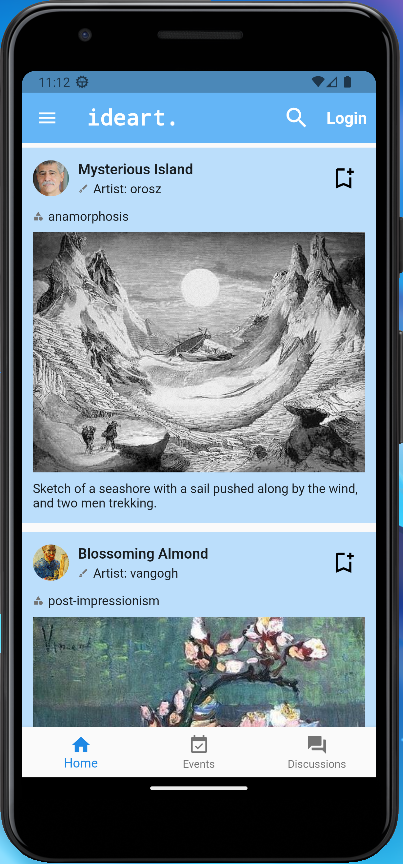 11:12
ideart.
Login
Mysterious Island
Artist: orosz
anamorphosis
Sketch of a seashore with a sail pushed along by the wind,
and two men trekking.
Blossoming Almond
Artist: vangogh
post-impressionism
Vincent
Home
Events
Discussions